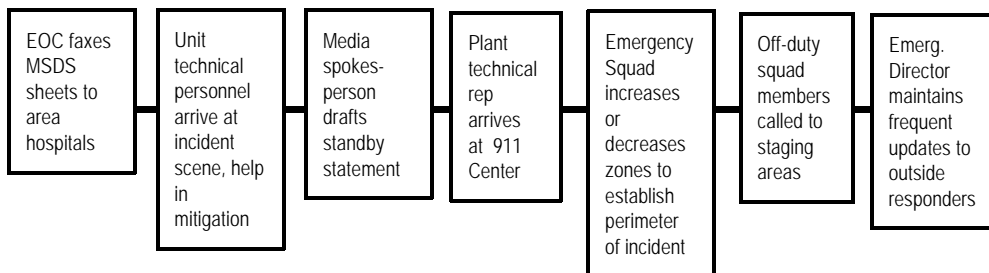 EOC faxes
MSDS
sheets to
area
hospitals
Unit
technical
personnel
arrive at
incident
scene, help
in
mitigation
Media
spokes-
person
drafts
standby
statement
Plant
technical
rep
arrives
at 911
Center
Emergency
Squad
increases
or
decreases
zones to
establish
perimeter
of incident
Off-duty
squad
members
called to
staging
areas
Emerg.
Director
maintains
frequent
updates to
outside
responders